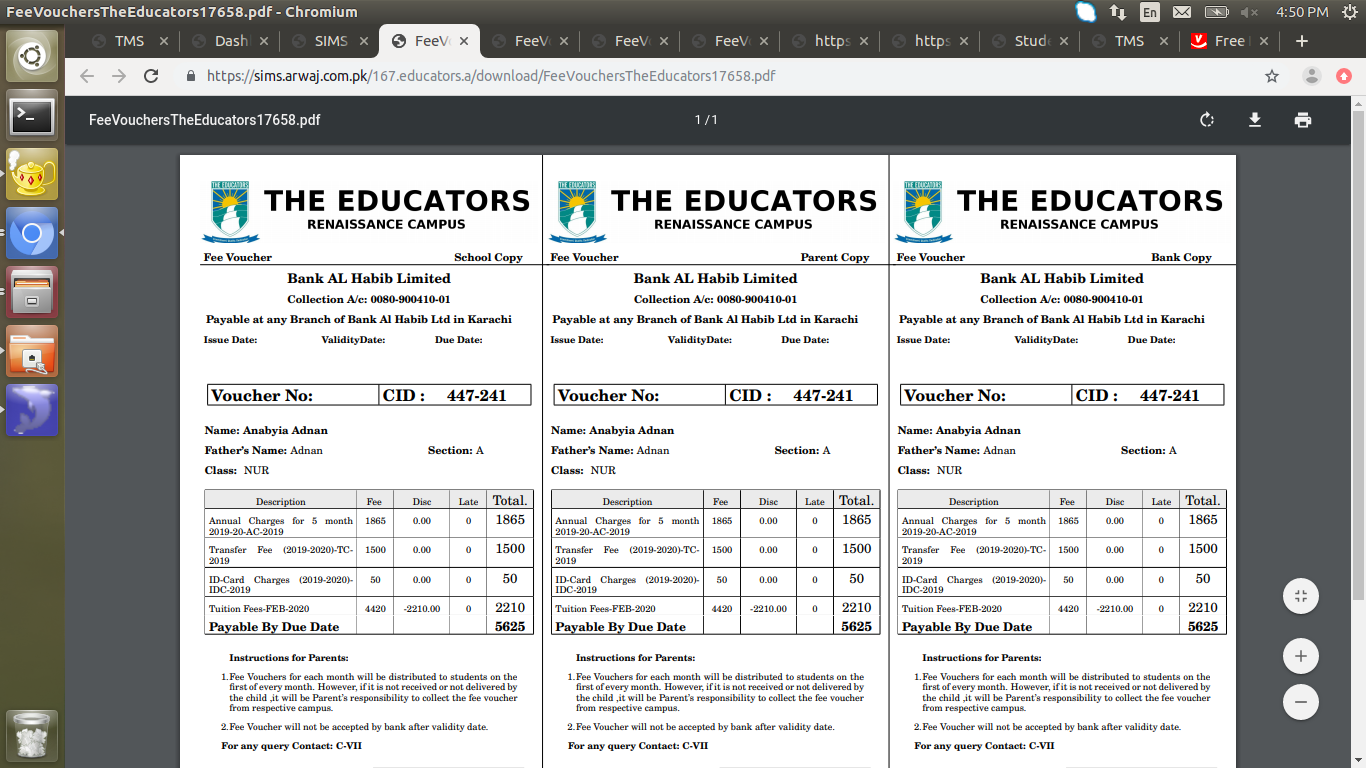 FeeVouchersTheEducators17658.pdf - Chromium
En
4:50 PM
TMS
Dash
SIMS
FeeV
FeeV
FeeV
FeeV
https
https
Stude
TMS
Free
https://sims.arwaj.com.pk/167.educators.a/download/FeeVouchersTheEducators17658.pdf
FeeVouchersTheEducators17658.pdf
1 / 1
THE EDUCATORS
RENAISSANCE CAMPUS
Fee Voucher School Copy
Bank AL Habib Limited
Collection A/c: 0080-900410-01
Payable at any Branch of Bank Al Habib Ltd in Karachi
Issue Date: ValidityDate: Due Date:
Voucher No: CID : 447-241
Name: Anabyia Adnan
Father's Name: Adnan Section: A
Class: NUR
Description Fee Disc Late Total.
Annual Charges for 5 month 1865 0.00 0 1865
2019-20-AC-2019
Transfer Fee (2019-2020)-TC- 1500 0.00 0 1500
2019
ID-Card Charges (2019-2020)- 50 0.00 0 50
IDC-2019
Tuition Fees-FEB-2020 4420 -2210.00 0 2210
Payable By Due Date 5625
Instructions for Parents:
1. Fee Vouchers for each month will be distributed to students on the
first of every month. However, if it is not received or not delivered by
the child ,it will be Parent's responsibility to collect the fee voucher
from respective campus.
2. Fee Voucher will not be accepted by bank after validity date.
For any query Contact: C-VII
THE EDUCATORS
RENAISSANCE CAMPUS
Fee Voucher Parent Copy
Bank AL Habib Limited
Collection A/c: 0080-900410-01
Payable at any Branch of Bank Al Habib Ltd in Karachi
Issue Date: ValidityDate: Due Date:
Voucher No: CID : 447-241
Name: Anabyia Adnan
Father's Name: Adnan Section: A
Class: NUR
Description Fee Disc Late Total.
Annual Charges for 5 month 1865 0.00 0 1865
2019-20-AC-2019
Transfer Fee (2019-2020)-TC- 1500 0.00 0 1500
2019
ID-Card Charges (2019-2020)- 50 0.00 0 50
IDC-2019
Tuition Fees-FEB-2020 4420 -2210.00 0 2210
Payable By Due Date 5625
Instructions for Parents:
1. Fee Vouchers for each month will be distributed to students on the
first of every month. However, if it is not received or not delivered by
the child ,it will be Parent's responsibility to collect the fee voucher
from respective campus.
2. Fee Voucher will not be accepted by bank after validity date.
For any query Contact: C-VII
THE EDUCATORS
RENAISSANCE CAMPUS
Fee Voucher Bank Copy
Bank AL Habib Limited
Collection A/c: 0080-900410-01
Payable at any Branch of Bank Al Habib Ltd in Karachi
Issue Date: ValidityDate: Due Date:
Voucher No: CID : 447-241
Name: Anabyia Adnan
Father's Name: Adnan Section: A
Class: NUR
Description Fee Disc Late Total.
Annual Charges for 5 month 1865 0.00 0 1865
2019-20-AC-2019
Transfer Fee (2019-2020)-TC- 1500 0.00 0 1500
2019
ID-Card Charges (2019-2020)- 50 0.00 0 50
IDC-2019
Tuition Fees-FEB-2020 4420 -2210.00 0 2210
Payable By Due Date 5625
Instructions for Parents:
1. Fee Vouchers for each month will be distributed to students on the
first of every month. However, if it is not received or not delivered by
the child ,it will be Parent's responsibility to collect the fee voucher
from respective campus.
2. Fee Voucher will not be accepted by bank after validity date.
For any query Contact: C-VII